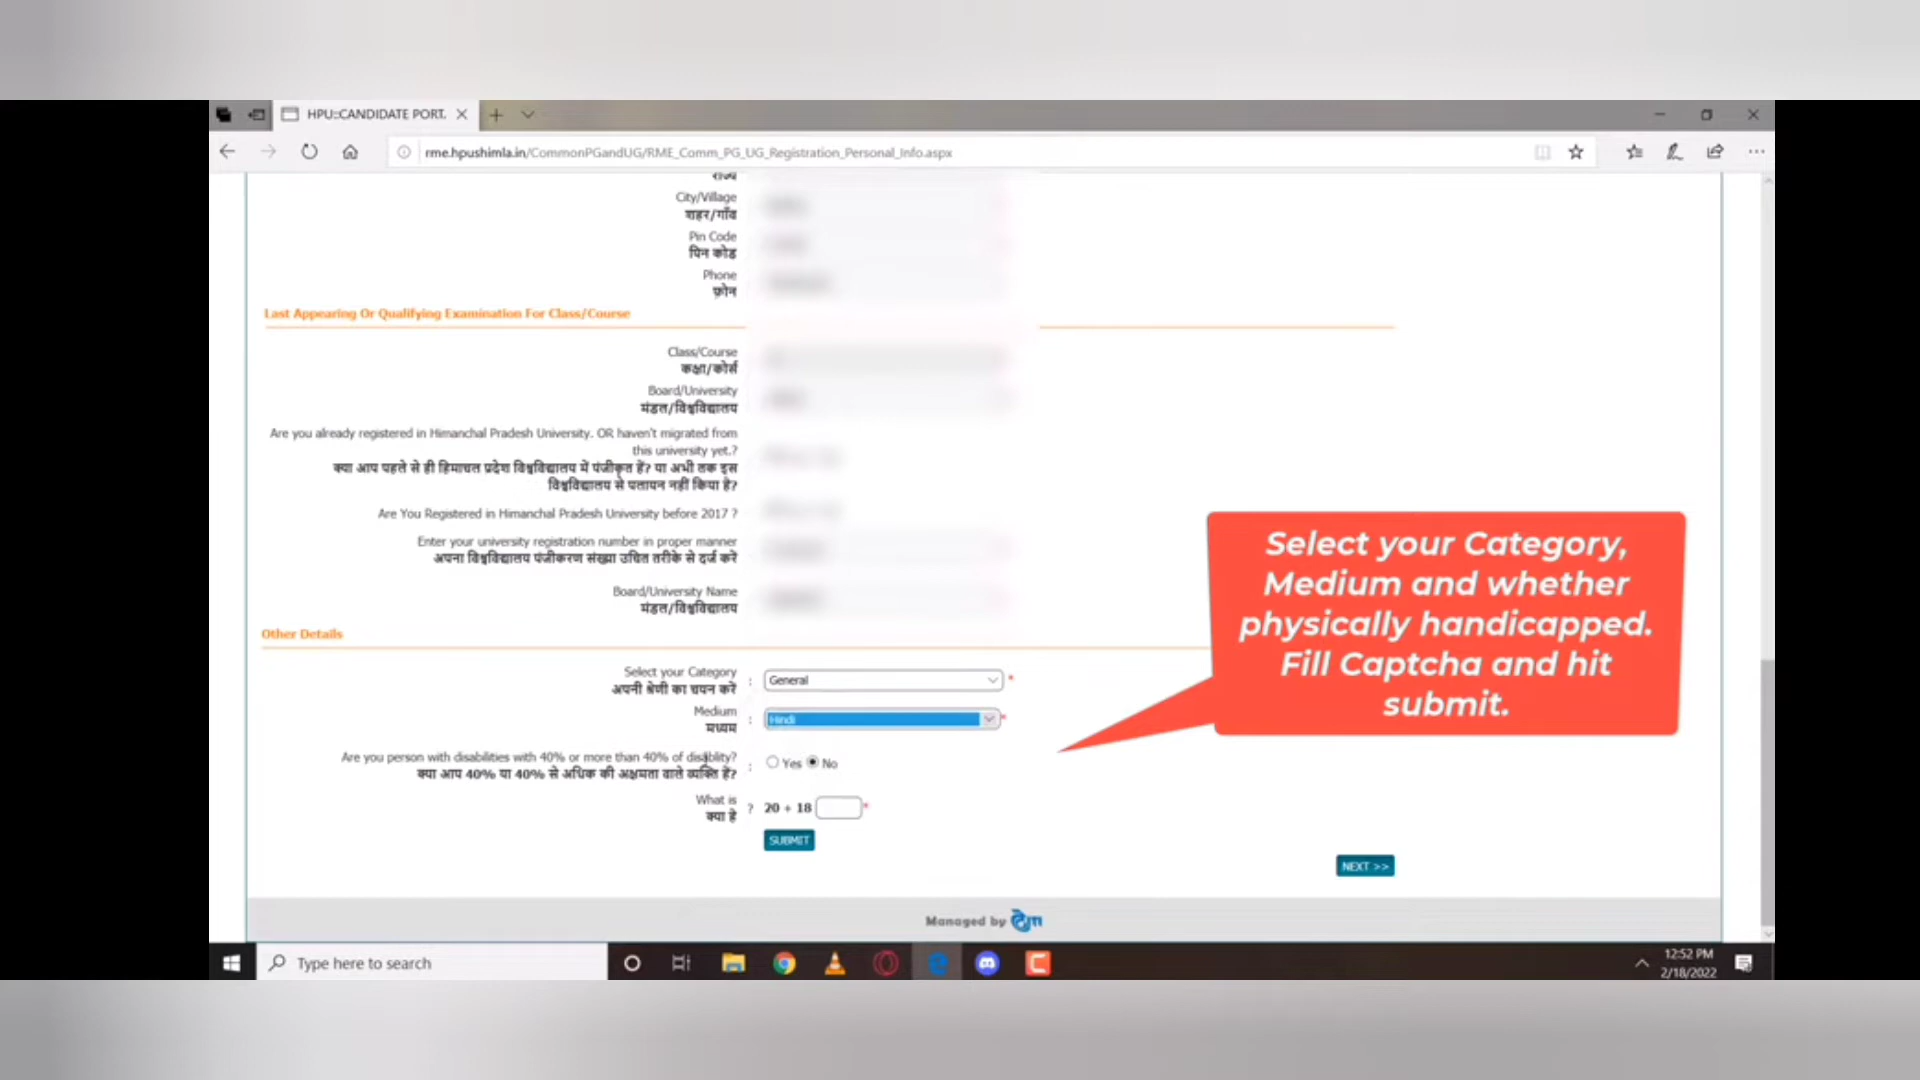 HPU::CANDIDATE PORT.
rme.hpushimla.in/CommonPGandUG/RME_Comm_PG_UG_Registration_Personal_Info.aspx
राज्य
City/Village
शहर/गाँव
Pin Code
पिन कोड
Phone
फ़ोन
Last Appearing Or Qualifying Examination For Class/Course
Class/Course
कक्षा/कोर्स
Board/University
मंडल/विश्वविद्यालय
Are you already registered in Himanchal Pradesh University. OR haven't migrated from
this university yet.?
क्या आप पहले से ही हिमाचल प्रदेश विश्वविद्यालय में पंजीकृत हैं? या अभी तक इस
विश्वविद्यालय से पलायन नहीं किया है?
Are You Registered in Himanchal Pradesh University before 2017 ?
Enter your university registration number in proper manner
अपना विश्वविद्यालय पंजीकरण संख्या उचित तरीके से दर्ज करें
Board/University Name
मंडल/विश्वविद्यालय
Other Details
Select your Category
अपनी श्रेणी का चयन करें
: General *
Medium
मध्यम
: Hindi *
Are you person with disabilities with 40% or more than 40% of disablity?
क्या आप 40% या 40% से अधिक की अक्षमता वाले व्यक्ति हैं?
: Yes No
What is
क्या है
? 20 + 18 *
SUBMIT
NEXT >>
Select your Category,
Medium and whether
physically handicapped.
Fill Captcha and hit
submit.
Managed by
Type here to search
12:52 PM
2/18/2022